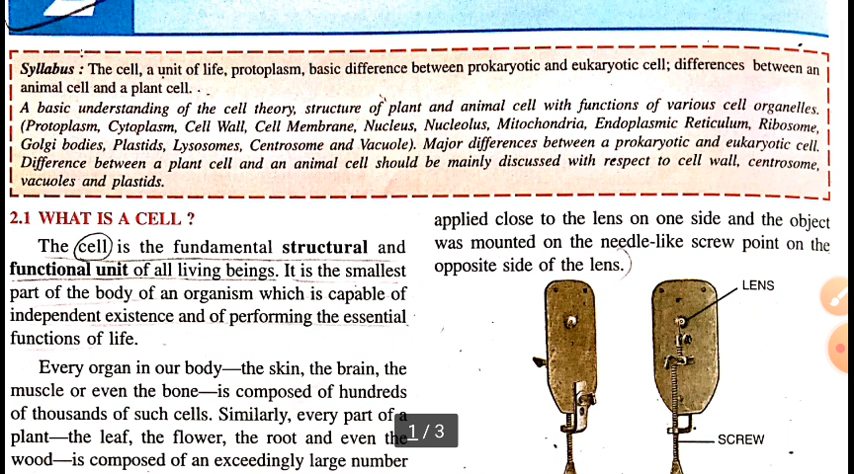 Syllabus : The cell, a unit of life, protoplasm, basic difference between prokaryotic and eukaryotic cell; differences between an
animal cell and a plant cell. . .
A basic understanding of the cell theory, structure of plant and animal cell with functions of various cell organelles.
(Protoplasm, Cytoplasm, Cell Wall, Cell Membrane, Nucleus, Nucleolus, Mitochondria, Endoplasmic Reticulum, Ribosome,
Golgi bodies, Plastids, Lysosomes, Centrosome and Vacuole). Major differences between a prokaryotic and eukaryotic cell.
Difference between a plant cell and an animal cell should be mainly discussed with respect to cell wall, centrosome,
vacuoles and plastids.
2.1 WHAT IS A CELL ?
The cell is the fundamental structural and
functional unit of all living beings. It is the smallest
part of the body of an organism which is capable of
independent existence and of performing the essential
functions of life.
Every organ in our body—the skin, the brain, the
muscle or even the bone—is composed of hundreds
of thousands of such cells. Similarly, every part of a
plant—the leaf, the flower, the root and even the
wood—is composed of an exceedingly large number
applied close to the lens on one side and the object
was mounted on the needle-like screw point on the
opposite side of the lens.
LENS
SCREW
1 / 3